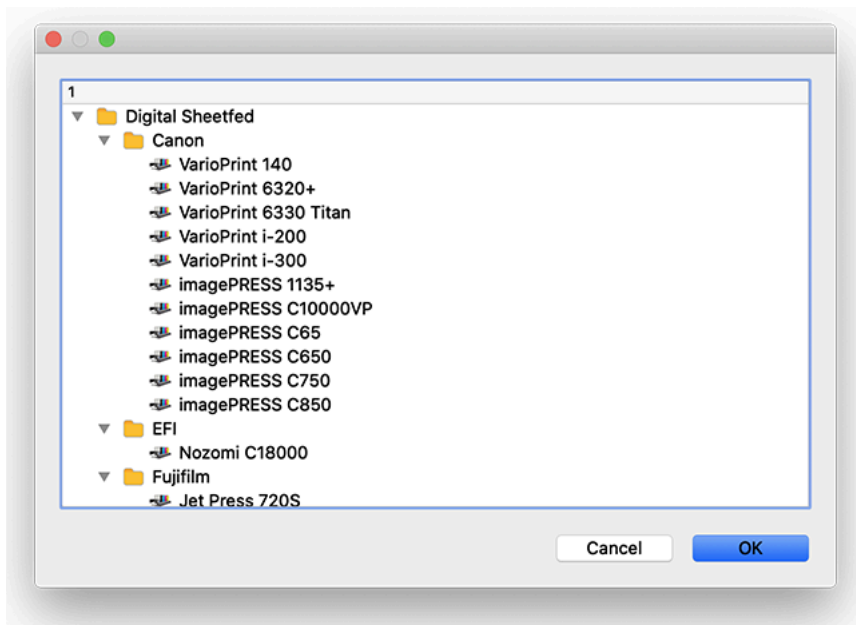 1
Digital Sheetfed
Canon
VarioPrint 140
VarioPrint 6320+
VarioPrint 6330 Titan
VarioPrint i-200
VarioPrint i-300
imagePRESS 1135+
imagePRESS C10000VP
imagePRESS C65
imagePRESS C650
imagePRESS C750
imagePRESS C850
EFI
Nozomi C18000
Fujifilm
Jet Press 720S
Cancel OK